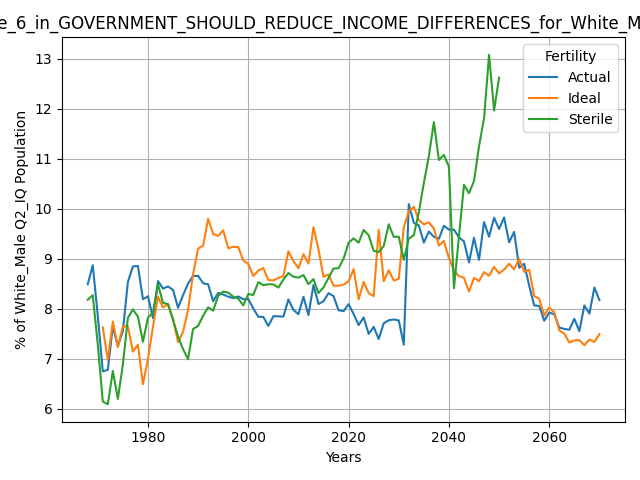 e_6_in_GOVERNMENT_SHOULD_REDUCE_INCOME_DIFFERENCES_for_White_M
Fertility
Actual
Ideal
Sterile
% of White_Male Q2_IQ Population
13
12
11
10
9
8
7
6
1980
2000
2020
2040
2060
Years